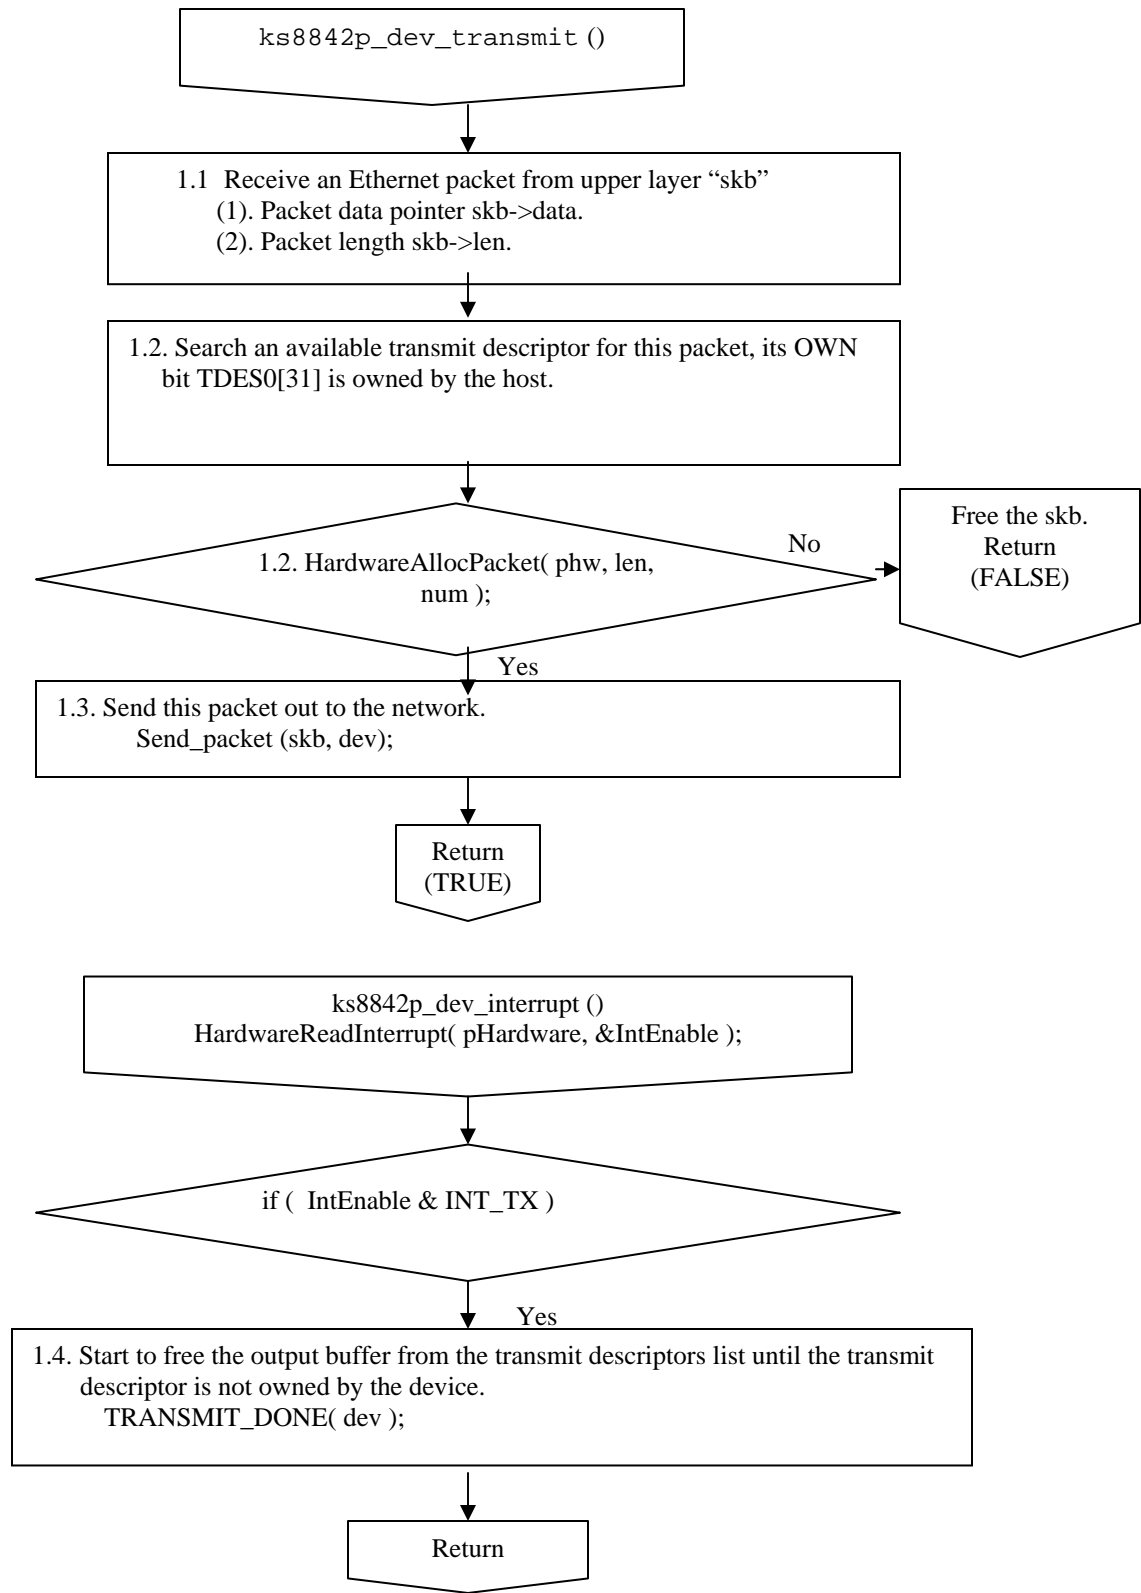 ks8842p_dev_transmit ()
1.1 Receive an Ethernet packet from upper layer “skb”
(1). Packet data pointer skb->data.
(2). Packet length skb->len.
1.2. Search an available transmit descriptor for this packet, its OWN
bit TDES0[31] is owned by the host.
1.2. HardwareAllocPacket( phw, len,
num );
No
Free the skb.
Return
(FALSE)
Yes
1.3. Send this packet out to the network.
Send_packet (skb, dev);
Return
(TRUE)
ks8842p_dev_interrupt ()
HardwareReadInterrupt( pHardware, &IntEnable );
if ( IntEnable & INT_TX )
Yes
1.4. Start to free the output buffer from the transmit descriptors list until the transmit
descriptor is not owned by the device.
TRANSMIT_DONE( dev );
Return